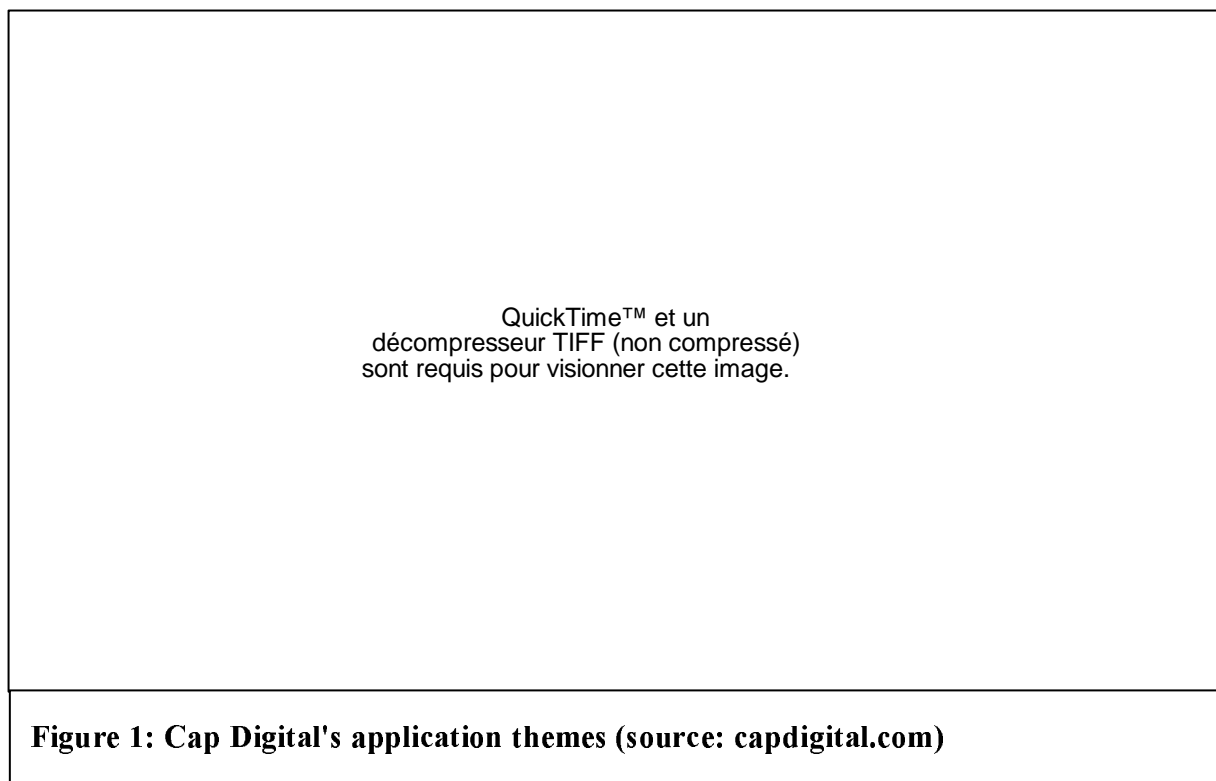 QuickTime™ et un
décompresseur TIFF (non compressé)
sont requis pour visionner cette image.
Figure 1: Cap Digital's application themes (source: capdigital.com)